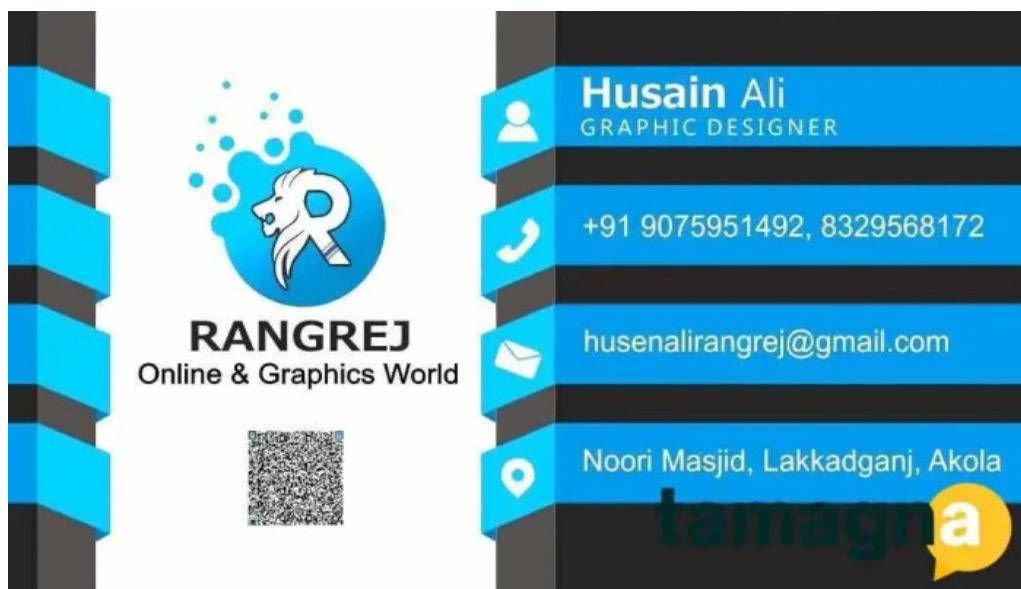 RANGREJ
Online & Graphics World
Husain Ali
GRAPHIC DESIGNER
+91 9075951492, 8329568172
husenalirangrej@gmail.com
Noori Masjid, Lakkadganj, Akola
tamagna